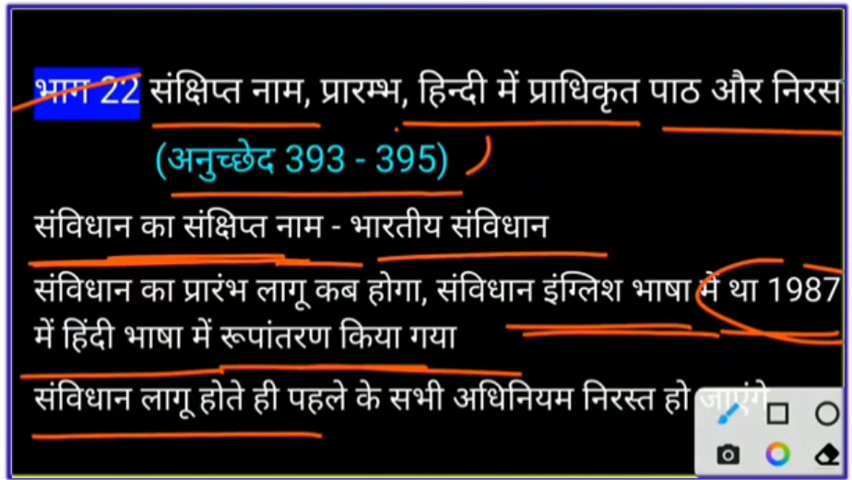 भाग 22 संक्षिप्त नाम, प्रारम्भ, हिन्दी में प्राधिकृत पाठ और निरस
(अनुच्छेद 393 - 395)
संविधान का संक्षिप्त नाम - भारतीय संविधान
संविधान का प्रारंभ लागू कब होगा, संविधान इंग्लिश भाषा में था 1987
में हिंदी भाषा में रूपांतरण किया गया
संविधान लागू होते ही पहले के सभी अधिनियम निरस्त हो जाएंगे